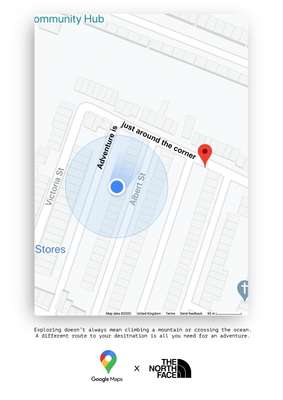 ommunity Hub
Adventure is
just around the corner
Victoria St
Albert St
Stores
Map data ©2020 United Kingdom Terms Send feedback
Exploring doesn't always mean climbing a mountain or crossing the ocean.
A different route to your desitnation is all you need for an adventure.
Google Maps
x
THE
NORTH
FACE